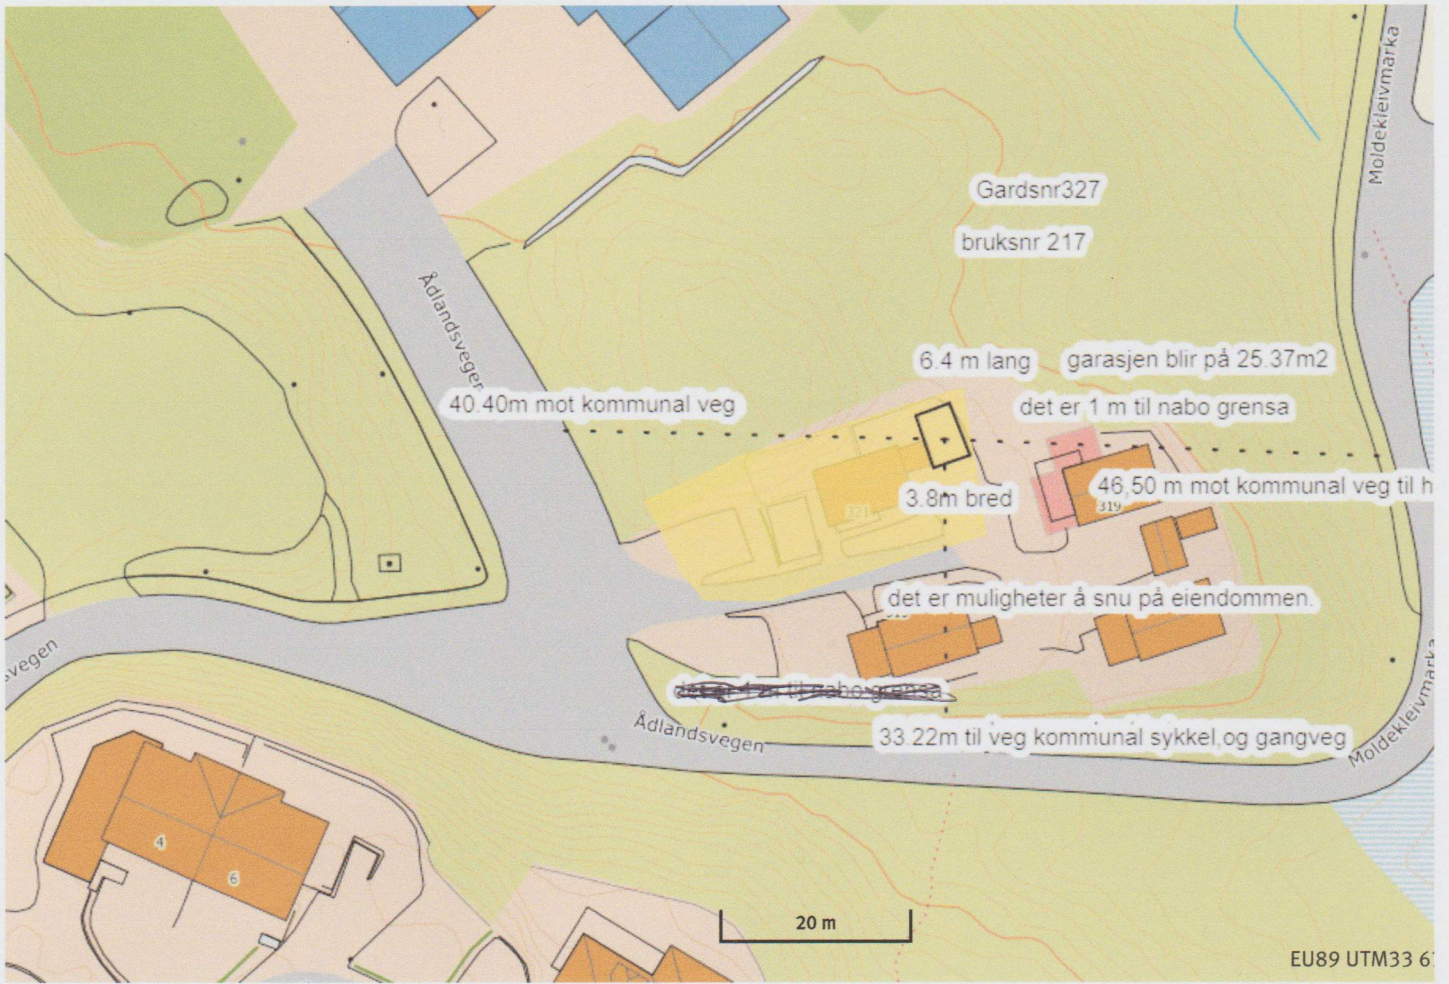 Moldekleivmarka
Gardsnr327
bruksnr 217
Ådlandsvegen
6.4 m lang
garasjen blir på 25.37m2
40.40m mot kommunal veg
det er 1 m til nabo grensa
3.8m bred
46,50 m mot kommunal veg til h
321
319
det er muligheter å snu på eiendommen.
svegen
Ådlandsvegen
33.22m til veg kommunal sykkel,og gangveg
Moldekleivmarka
4
6
20 m
EU89 UTM33 6